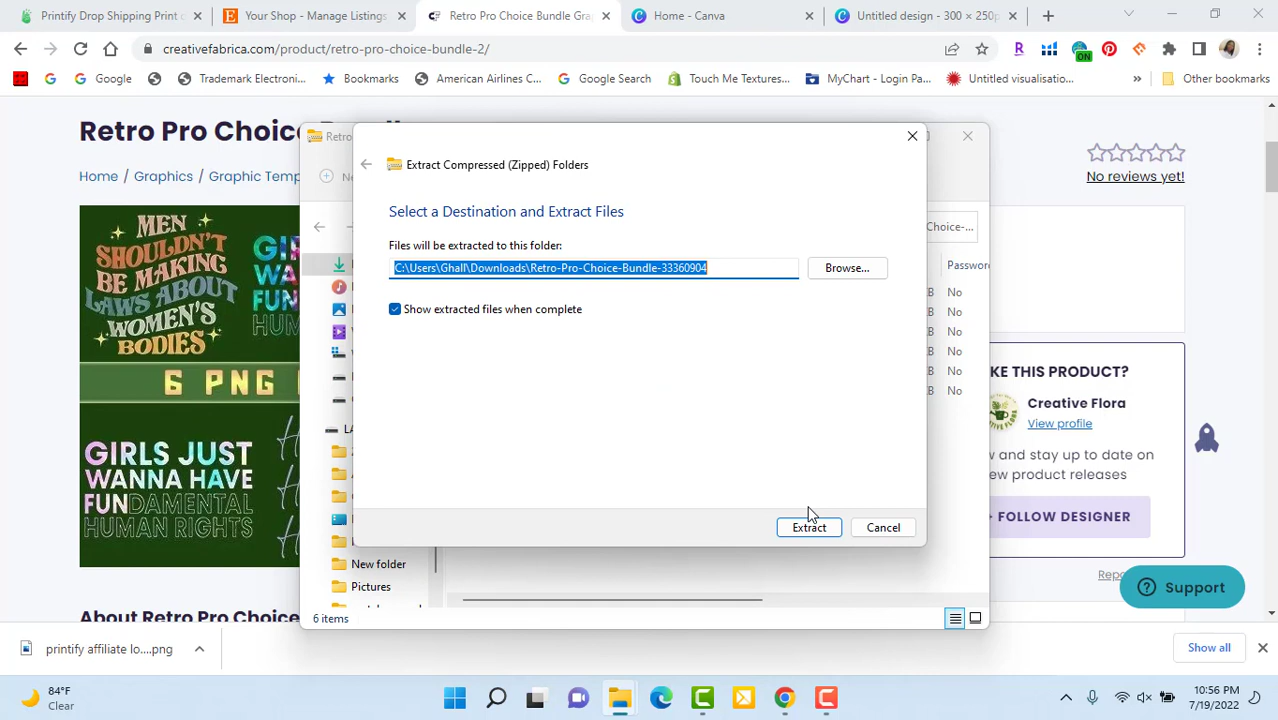 Printify Drop Shipping Print o
Your Shop - Manage Listings
Retro Pro Choice Bundle Gra
Home - Canva
Untitled design - 300 × 250p
creativefabrica.com/product/retro-pro-choice-bundle-2/
ON
Google
Trademark Electroni...
Bookmarks
American Airlines C...
Google Search
Touch Me Textures...
MyChart - Login Pa...
Untitled visualisatio...
»
Other bookmarks
Retro Pro Choice
Home / Graphics / Graphic Temp
No reviews yet!
MEN
SHOULDN'T
BE MAKING
LAWS ABOUT
WOMEN'S
BODIES
6 PNG
GIRLS JUST
WANNA HAVE
FUNDAMENTAL
HUMAN RIGHTS
About Retro Pro Choic
Retro
Extract Compressed (Zipped) Folders
Select a Destination and Extract Files
Files will be extracted to this folder:
C:\Users\Ghall\Downloads\Retro-Pro-Choice-Bundle-33360904
Browse...
Show extracted files when complete
Extract
Cancel
Choice-...
Password
No
No
No
No
No
No
New folder
Pictures
6 items
KE THIS PRODUCT?
Creative Flora
View profile
w and stay up to date on
ew product releases
FOLLOW DESIGNER
Repo
Support
printify affiliate lo....png
Show all
84°F
Clear
10:56 PM
7/19/2022